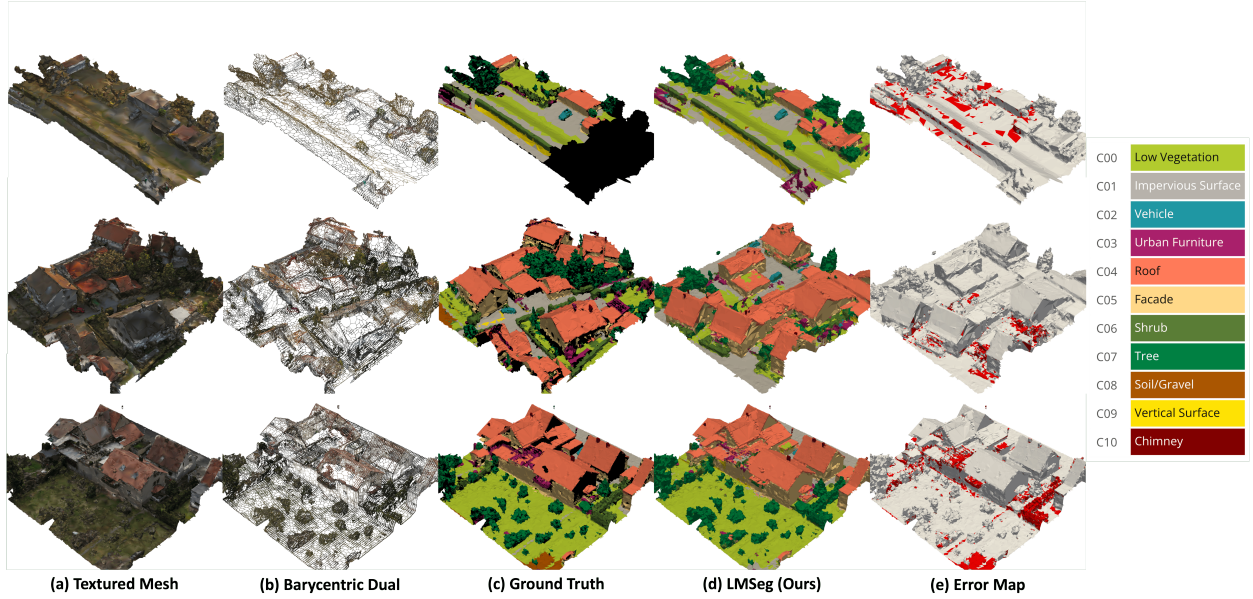 C00 Low Vegetation
C01 Impervious Surface
C02 Vehicle
C03 Urban Furniture
C04 Roof
C05 Facade
C06 Shrub
C07 Tree
C08 Soil/Gravel
C09 Vertical Surface
C10 Chimney
(a) Textured Mesh (b) Barycentric Dual (c) Ground Truth (d) LMSeg (Ours) (e) Error Map